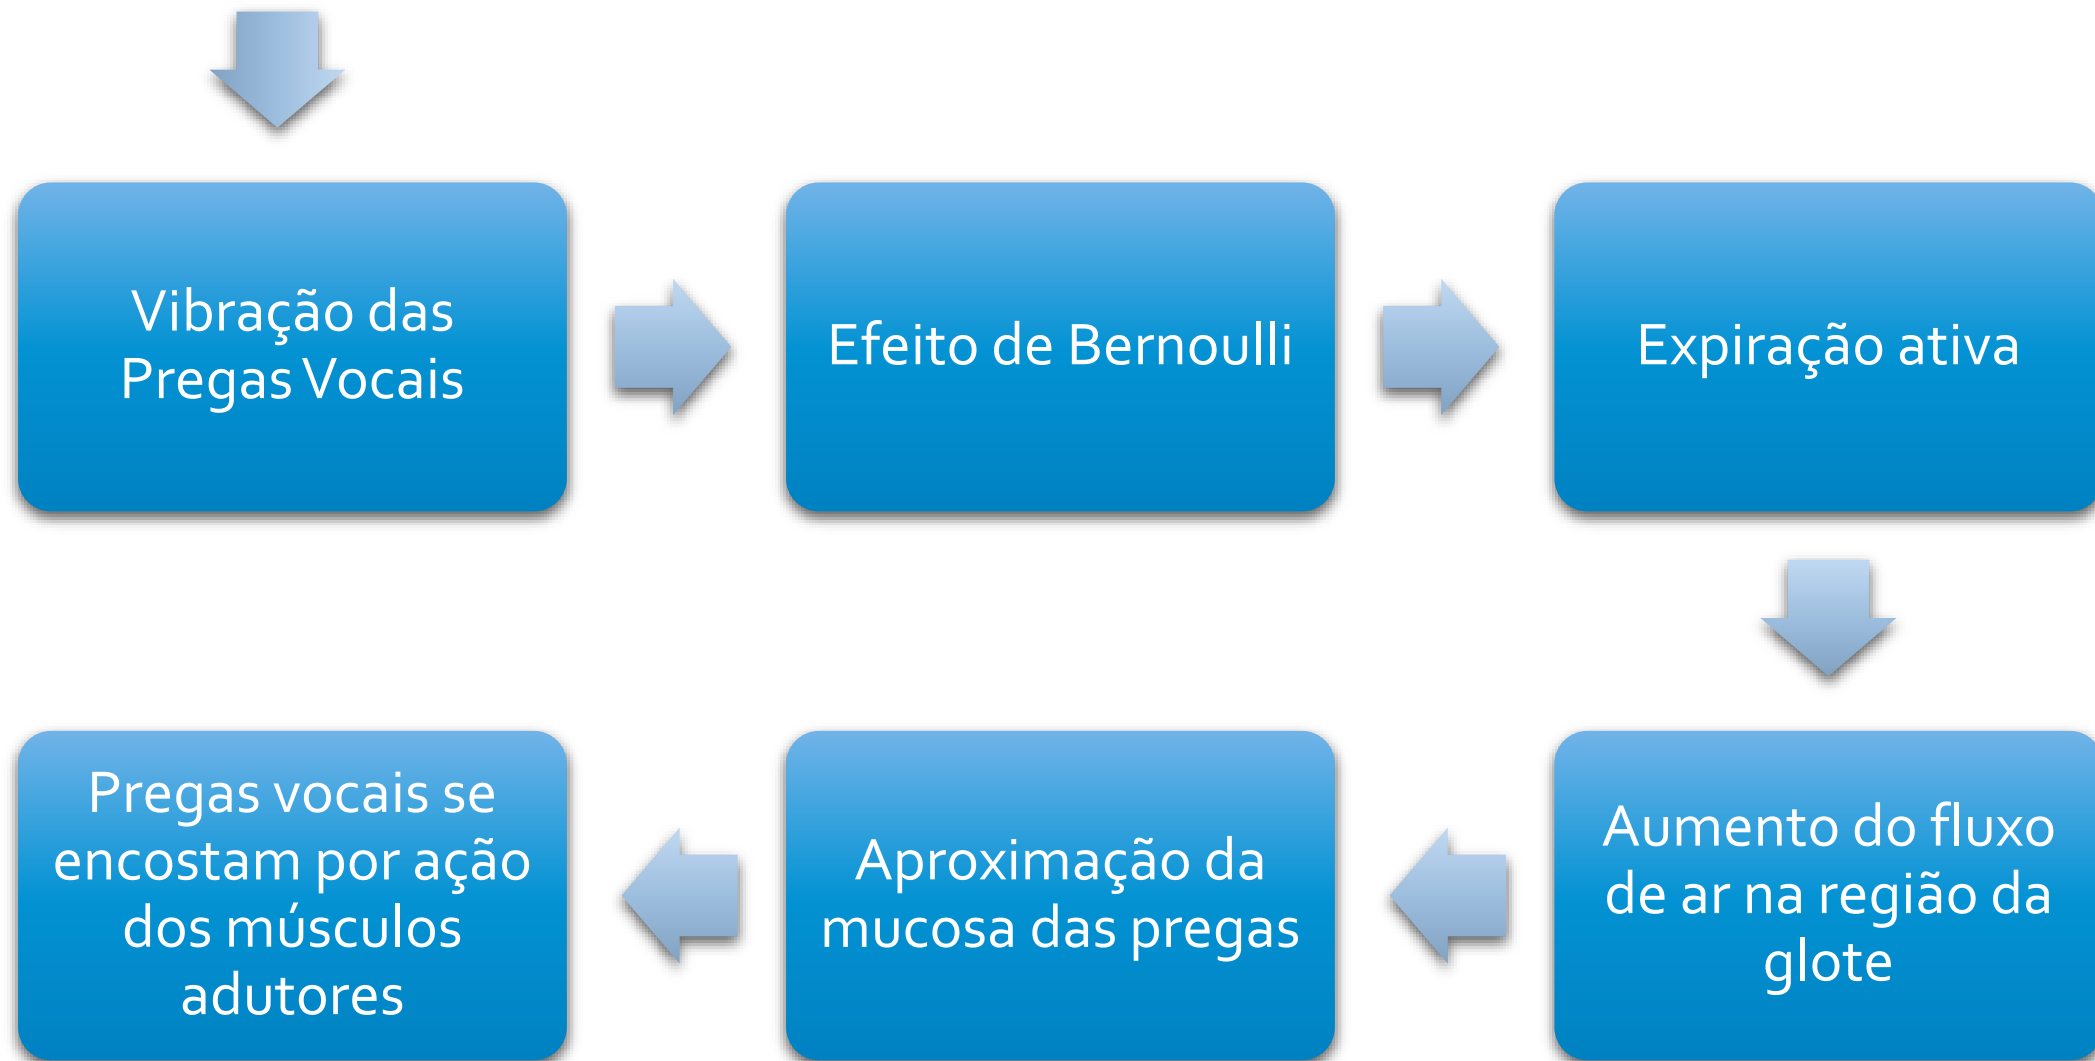 Vibração das
Pregas Vocais
Efeito de Bernoulli
Expiração ativa
Aumento do fluxo
de ar na região da
glote
Aproximação da
mucosa das pregas
Pregas vocais se
encostam por ação
dos músculos
adutores